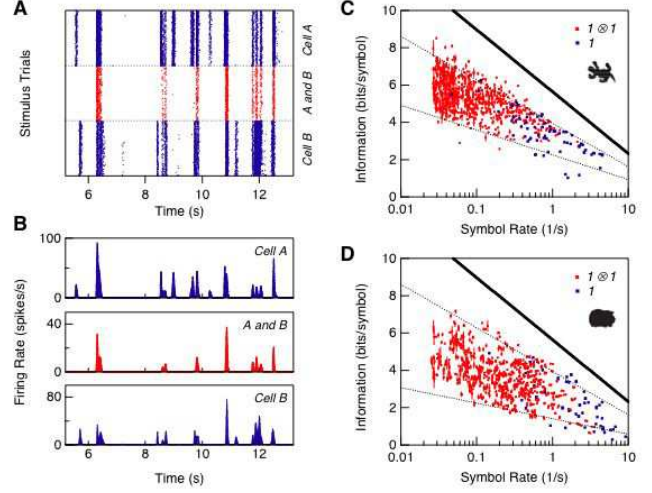 A
Stimulus Trials
Cell A
A and B
Cell B
6 8 10 12
Time (s)
B
Firing Rate (spikes/s)
100
0
Cell A
A and B
80
40
0
Cell B
6 8 10 12
Time (s)
C
Information (bits/symbol)
10
8
6
4
2
0
1 ⊗ 1
1
0.01 0.1 1 10
Symbol Rate (1/s)
D
Information (bits/symbol)
10
8
6
4
2
0
1 ⊗ 1
1
0.01 0.1 1 10
Symbol Rate (1/s)